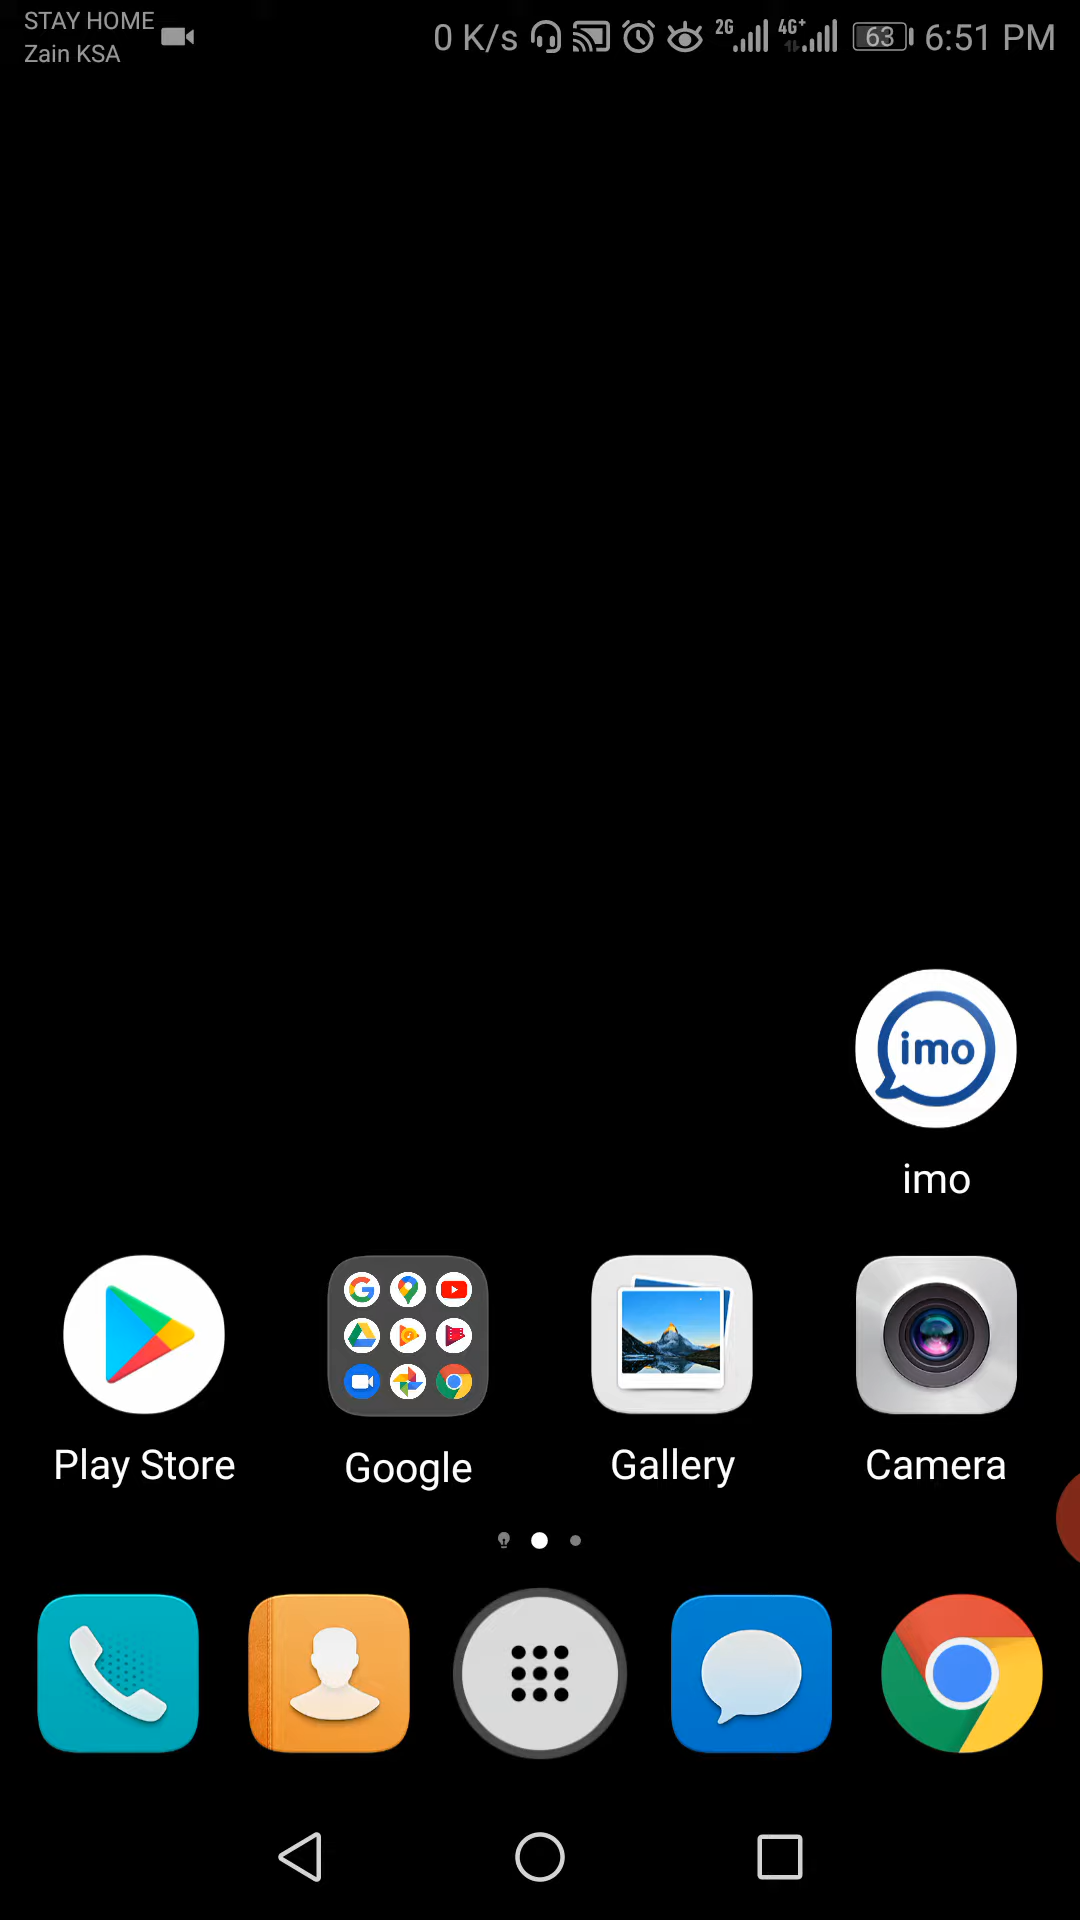 STAY HOME
Zain KSA
0 K/s 2G 4G+ 63 6:51 PM
imo
imo
Play Store Google Gallery Camera